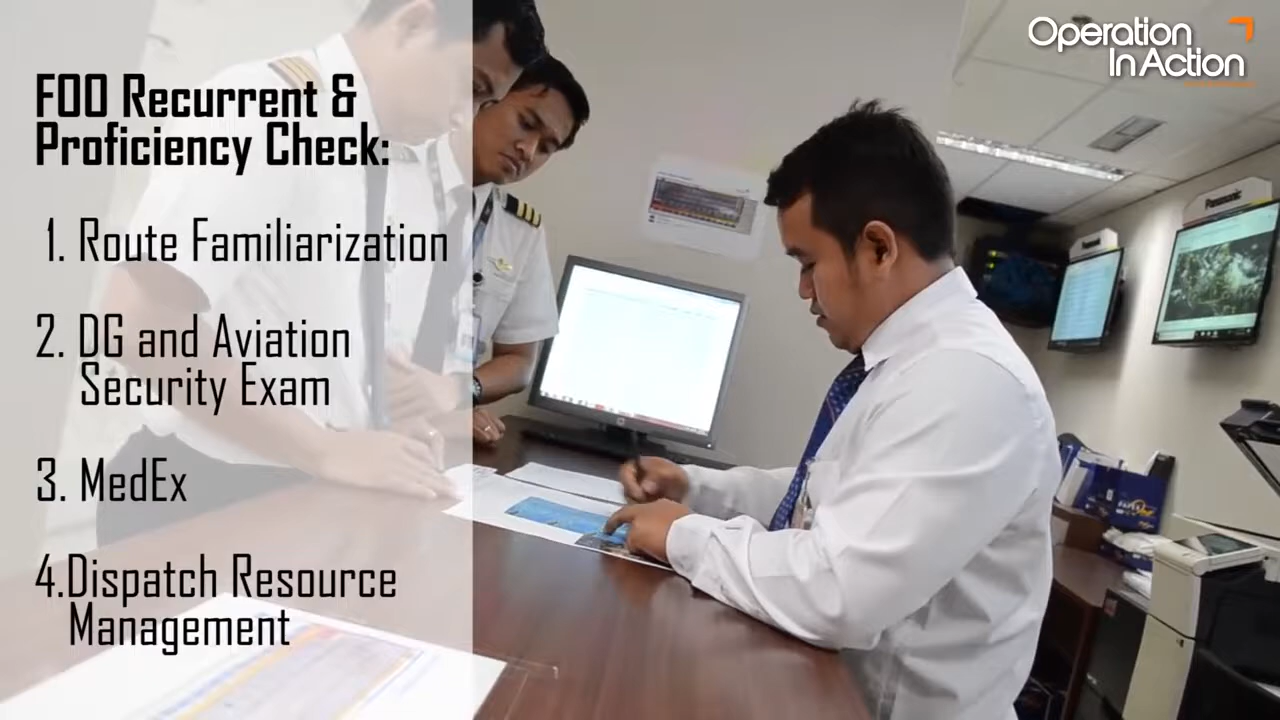 Operation
In Action
FOO Recurrent &
Proficiency Check:
1. Route Familiarization
2. DG and Aviation
Security Exam
3. MedEx
4.Dispatch Resource
Management
Panasonic